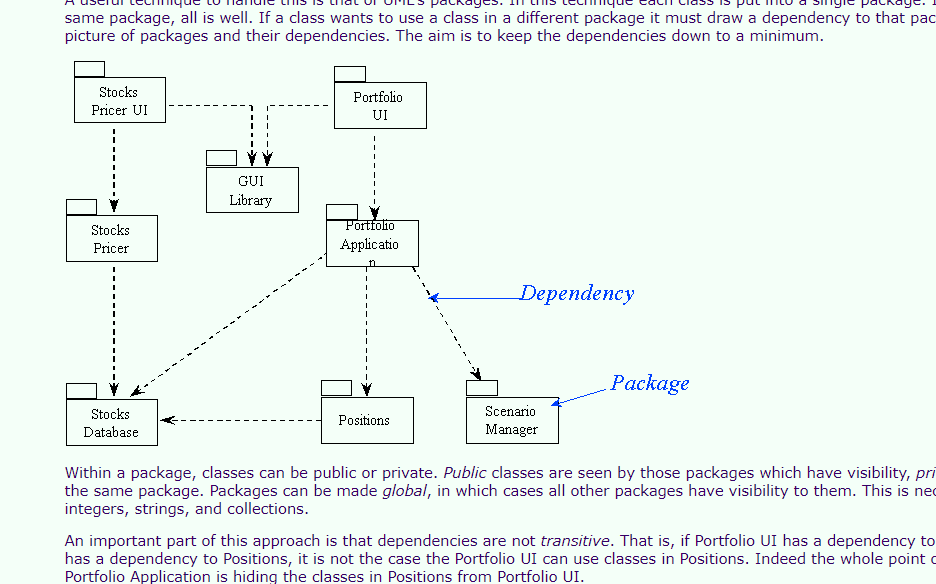 A useful technique to handle this is that of UML's packages. In this technique each class is put into a single package.
same package, all is well. If a class wants to use a class in a different package it must draw a dependency to that pac
picture of packages and their dependencies. The aim is to keep the dependencies down to a minimum.
Stocks
Pricer UI
Portfolio
UI
GUI
Library
Stocks
Pricer
Portfolio
Applicatio
n
Dependency
Package
Stocks
Database
Positions
Scenario
Manager
Within a package, classes can be public or private. Public classes are seen by those packages which have visibility, pri
the same package. Packages can be made global, in which cases all other packages have visibility to them. This is nec
integers, strings, and collections.
An important part of this approach is that dependencies are not transitive. That is, if Portfolio UI has a dependency to
has a dependency to Positions, it is not the case the Portfolio UI can use classes in Positions. Indeed the whole point o
Portfolio Application is hiding the classes in Positions from Portfolio UI.